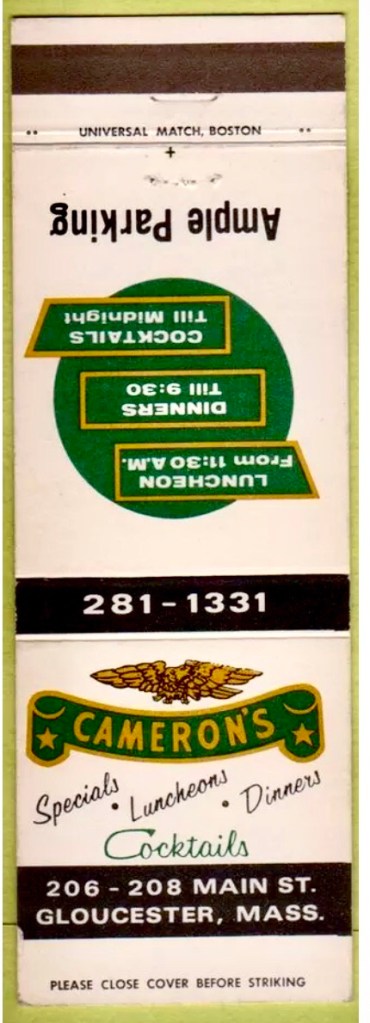 UNIVERSAL MATCH, BOSTON
Ample Parking
LUNCHEON
From 11:30 A.M.
DINNERS
Till 9:30
COCKTAILS
Till Midnight
281-1331
CAMERON'S
Specials • Luncheons • Dinners
Cocktails
206 - 208 MAIN ST.
GLOUCESTER, MASS.
PLEASE CLOSE COVER BEFORE STRIKING